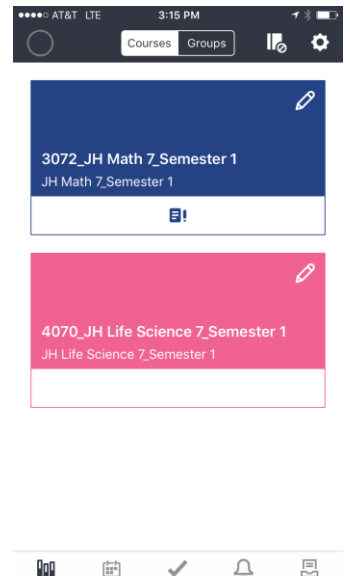 AT&T LTE 3:15 PM
Courses Groups
3072_JH Math 7_Semester 1
JH Math 7_Semester 1
4070_JH Life Science 7_Semester 1
JH Life Science 7_Semester 1